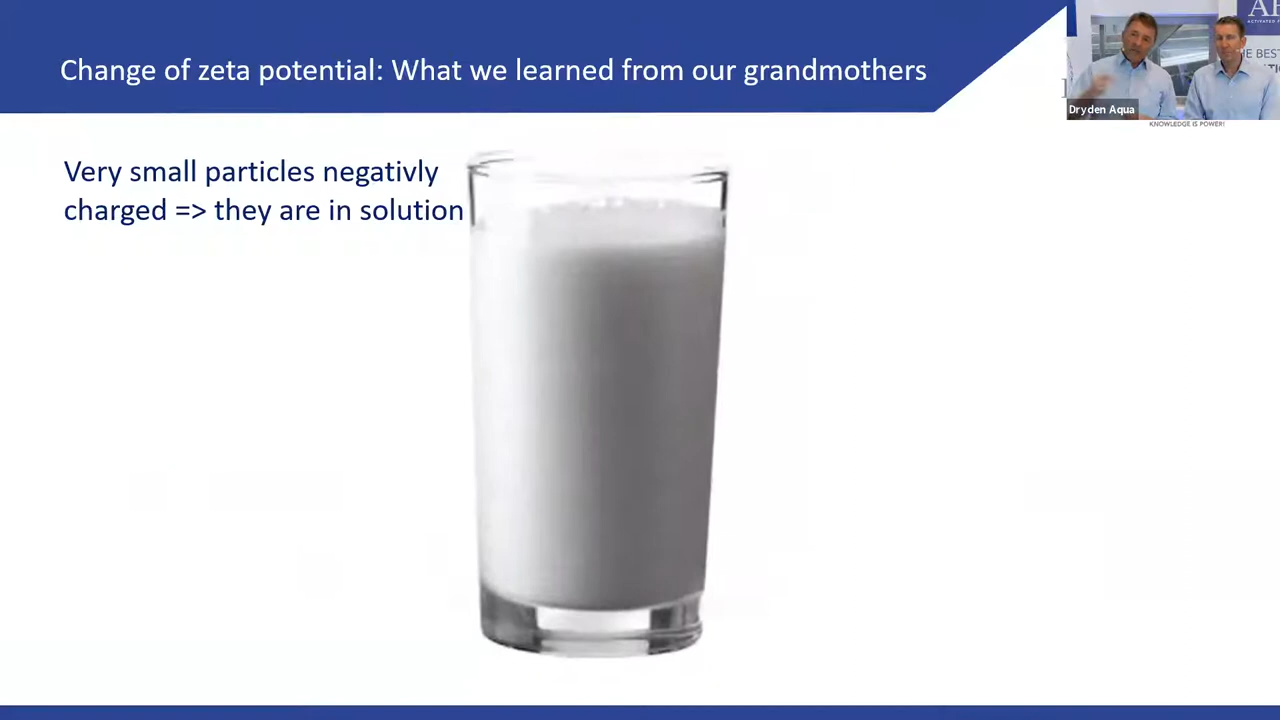 Change of zeta potential: What we learned from our grandmothers
Very small particles negativly
charged => they are in solution
Dryden Aqua
KNOWLEDGE IS POWER!